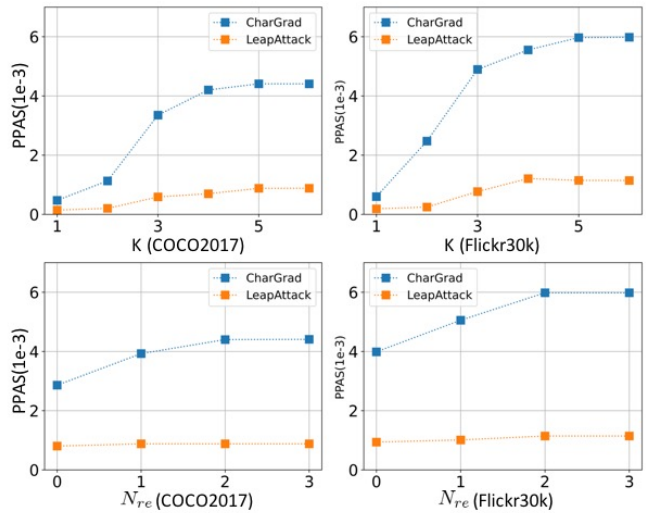 6
CharGrad
LeapAttack
4
2
0
PPAS(1e-3)
1 3 5
K (COCO2017)
6
CharGrad
LeapAttack
4
2
0
PPAS(1e-3)
1 3 5
K (Flickr30k)
6
CharGrad
LeapAttack
4
2
0
PPAS(1e-3)
0 1 2 3
N_re (COCO2017)
6
CharGrad
LeapAttack
4
2
0
PPAS(1e-3)
0 1 2 3
N_re (Flickr30k)